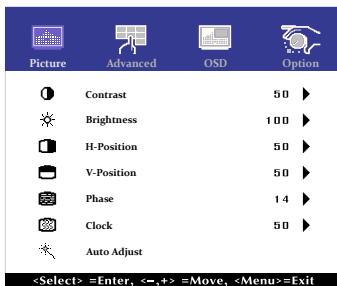 Picture Advanced OSD Option
Contrast 50
Brightness 100
H-Position 50
V-Position 50
Phase 14
Clock 50
Auto Adjust
<Select> =Enter, <−,+> =Move, <Menu>=Exit